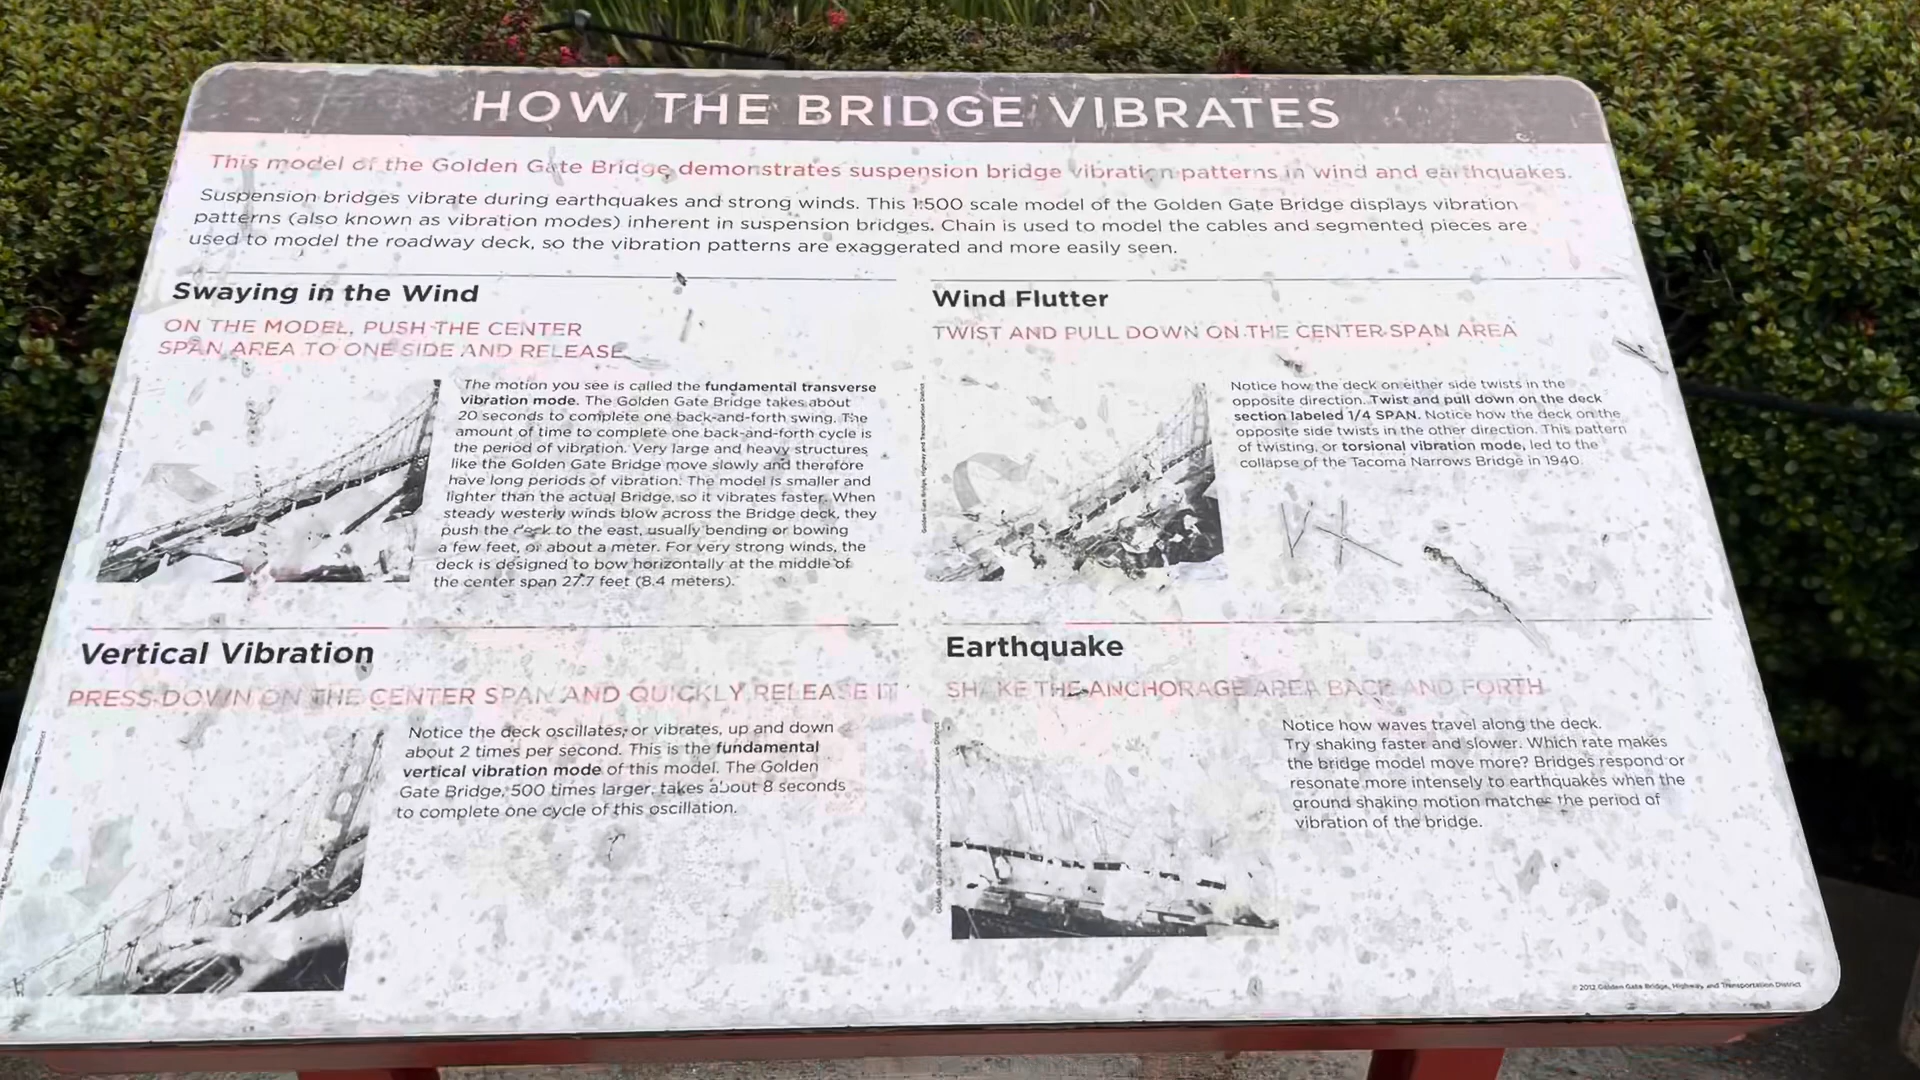 HOW THE BRIDGE VIBRATES
This model of the Golden Gate Bridge demonstrates suspension bridge vibration patterns in wind and earthquakes.
Suspension bridges vibrate during earthquakes and strong winds. This 1:500 scale model of the Golden Gate Bridge displays vibration
patterns (also known as vibration modes) inherent in suspension bridges. Chain is used to model the cables and segmented pieces are
used to model the roadway deck, so the vibration patterns are exaggerated and more easily seen.
Swaying in the Wind
ON THE MODEL, PUSH THE CENTER
SPAN AREA TO ONE SIDE AND RELEASE
The motion you see is called the fundamental transverse
vibration mode. The Golden Gate Bridge takes about
20 seconds to complete one back-and-forth swing. The
amount of time to complete one back-and-forth cycle is
the period of vibration. Very large and heavy structures
like the Golden Gate Bridge move slowly and therefore
have long periods of vibration. The model is smaller and
lighter than the actual Bridge, so it vibrates faster. When
steady westerly winds blow across the Bridge deck, they
push the deck to the east, usually bending or bowing
a few feet, or about a meter. For very strong winds, the
deck is designed to bow horizontally at the middle of
the center span 27.7 feet (8.4 meters).
Wind Flutter
TWIST AND PULL DOWN ON THE CENTER SPAN AREA
Golden Gate Bridge, Highway and Transportation District
Notice how the deck on either side twists in the
opposite direction. Twist and pull down on the deck
section labeled 1/4 SPAN. Notice how the deck on the
opposite side twists in the other direction. This pattern
of twisting, or torsional vibration mode, led to the
collapse of the Tacoma Narrows Bridge in 1940.
Vertical Vibration
PRESS DOWN ON THE CENTER SPAN AND QUICKLY RELEASE IT
Notice the deck oscillates, or vibrates, up and down
about 2 times per second. This is the fundamental
vertical vibration mode of this model. The Golden
Gate Bridge, 500 times larger, takes about 8 seconds
to complete one cycle of this oscillation.
Earthquake
SHAKE THE ANCHORAGE AREA BACK AND FORTH
Golden Gate Bridge, Highway and Transportation District
Notice how waves travel along the deck.
Try shaking faster and slower. Which rate makes
the bridge model move more? Bridges respond or
resonate more intensely to earthquakes when the
ground shaking motion matches the period of
vibration of the bridge.
© 2012 Golden Gate Bridge, Highway and Transportation District